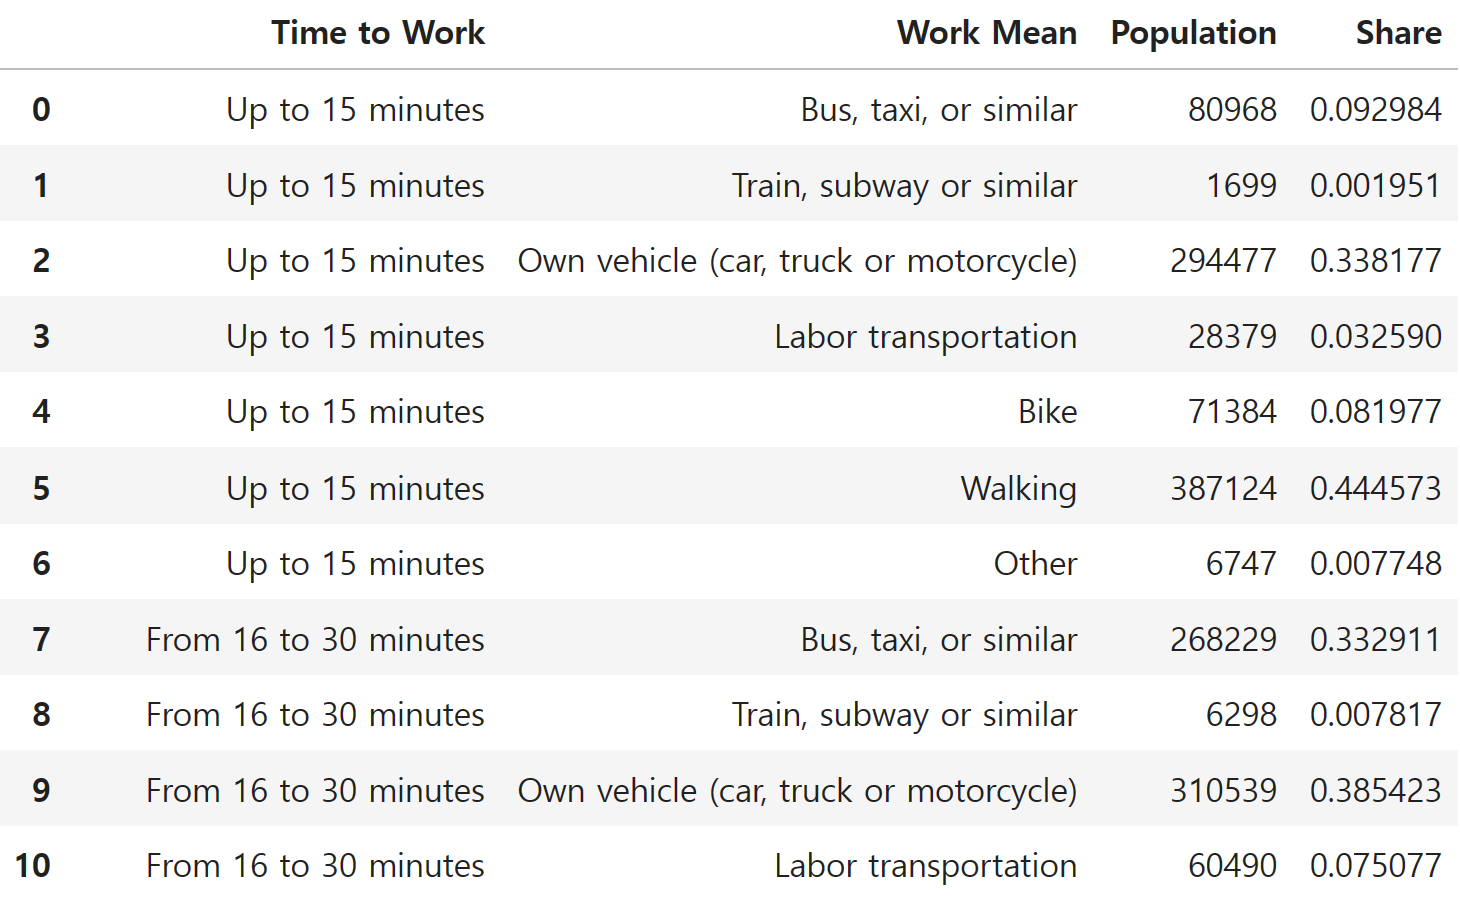 Time to Work Work Mean Population Share
0 Up to 15 minutes Bus, taxi, or similar 80968 0.092984
1 Up to 15 minutes Train, subway or similar 1699 0.001951
2 Up to 15 minutes Own vehicle (car, truck or motorcycle) 294477 0.338177
3 Up to 15 minutes Labor transportation 28379 0.032590
4 Up to 15 minutes Bike 71384 0.081977
5 Up to 15 minutes Walking 387124 0.444573
6 Up to 15 minutes Other 6747 0.007748
7 From 16 to 30 minutes Bus, taxi, or similar 268229 0.332911
8 From 16 to 30 minutes Train, subway or similar 6298 0.007817
9 From 16 to 30 minutes Own vehicle (car, truck or motorcycle) 310539 0.385423
10 From 16 to 30 minutes Labor transportation 60490 0.075077